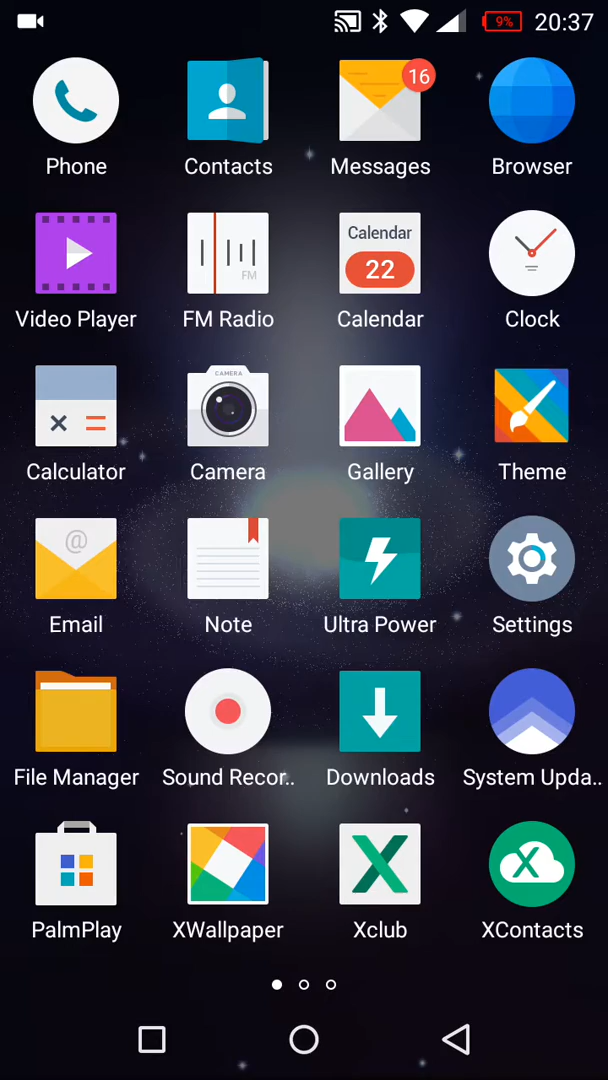 9% 20:37
16
Phone Contacts Messages Browser
FM
Calendar
22
Video Player FM Radio Calendar Clock
CAMERA
Calculator Camera Gallery Theme
@
Email Note Ultra Power Settings
File Manager Sound Recor.. Downloads System Upda..
PalmPlay XWallpaper Xclub XContacts